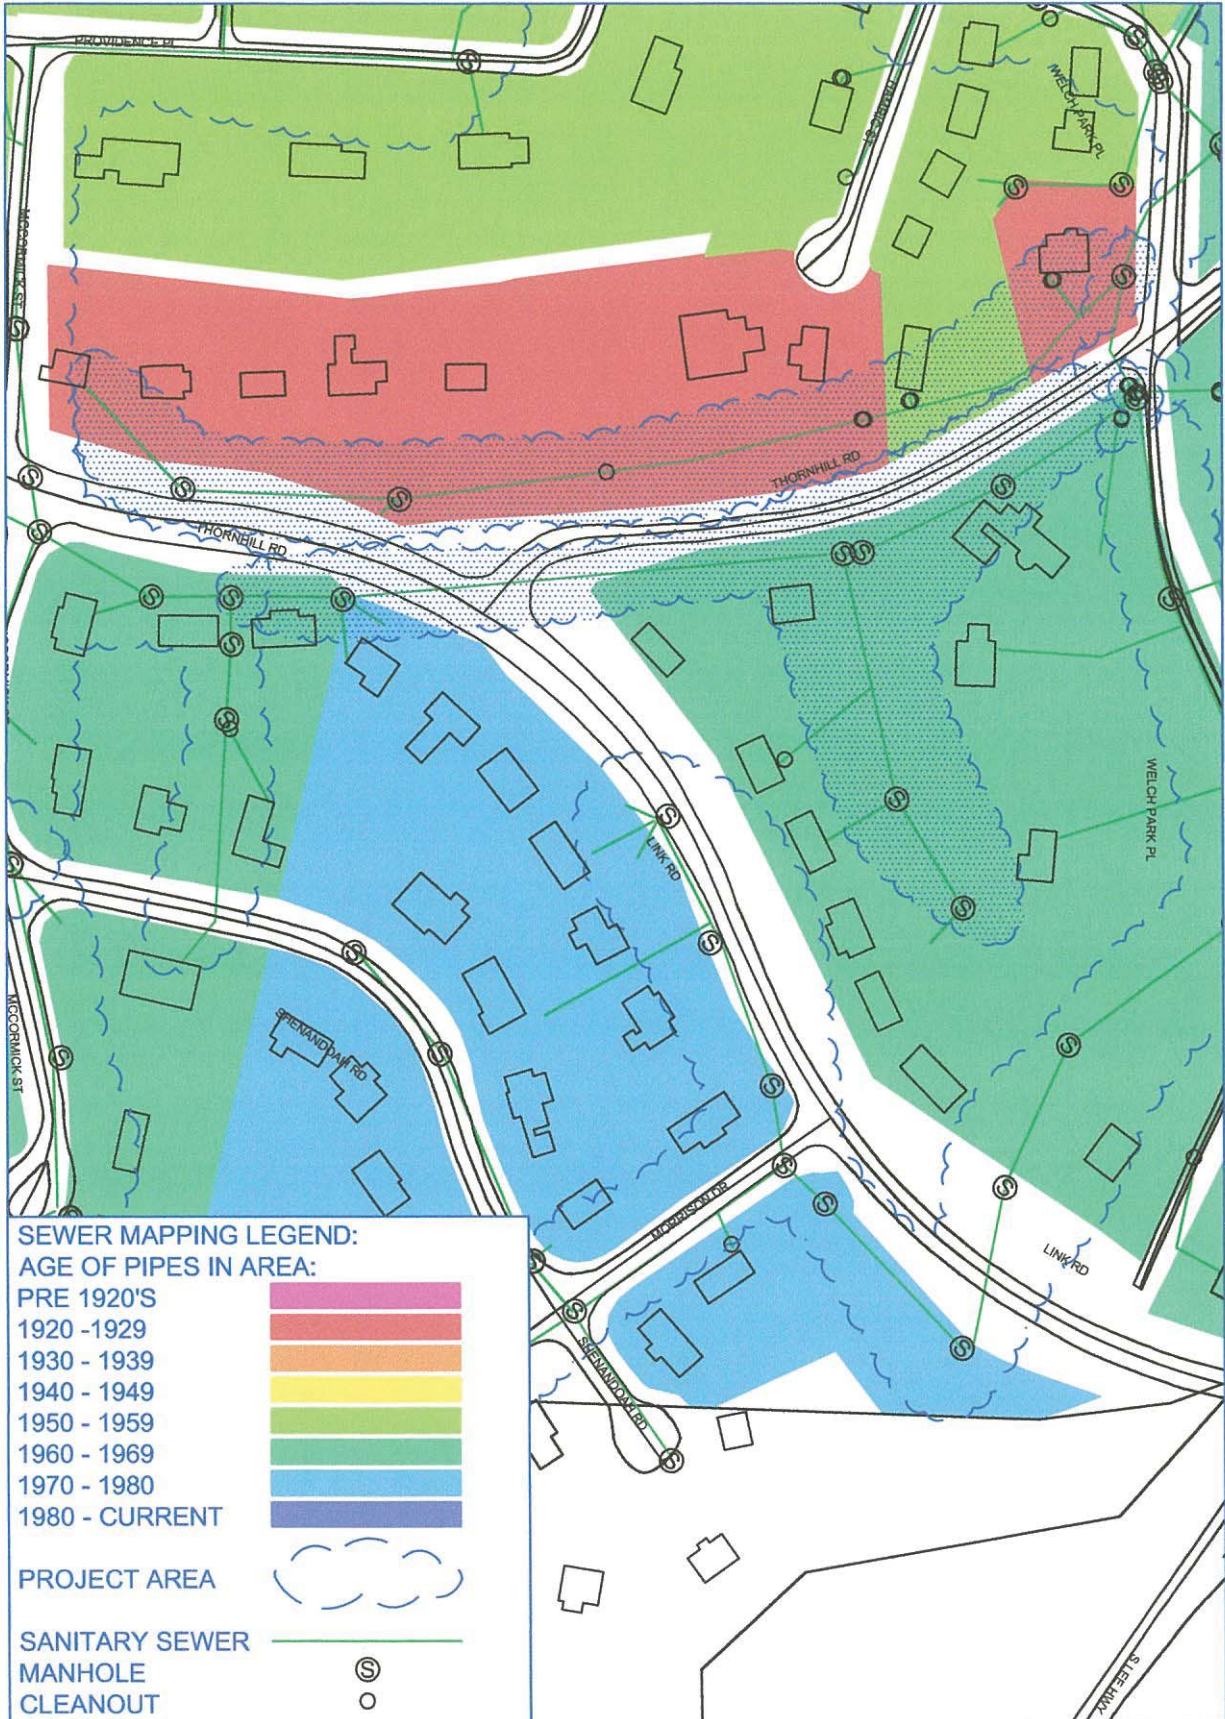 PROVIDENCE PL
WELCH PARK PL
MCCORMICK ST
THORNHILL RD
THORNHILL RD
LINK RD
WELCH PARK PL
MCCORMICK ST
SHENANDOAH RD
MORRISON DR
LINK RD
SHENANDOAH RD
S LEE HWY
SEWER MAPPING LEGEND:
AGE OF PIPES IN AREA:
PRE 1920'S
1920 -1929
1930 - 1939
1940 - 1949
1950 - 1959
1960 - 1969
1970 - 1980
1980 - CURRENT
PROJECT AREA
SANITARY SEWER
MANHOLE
CLEANOUT